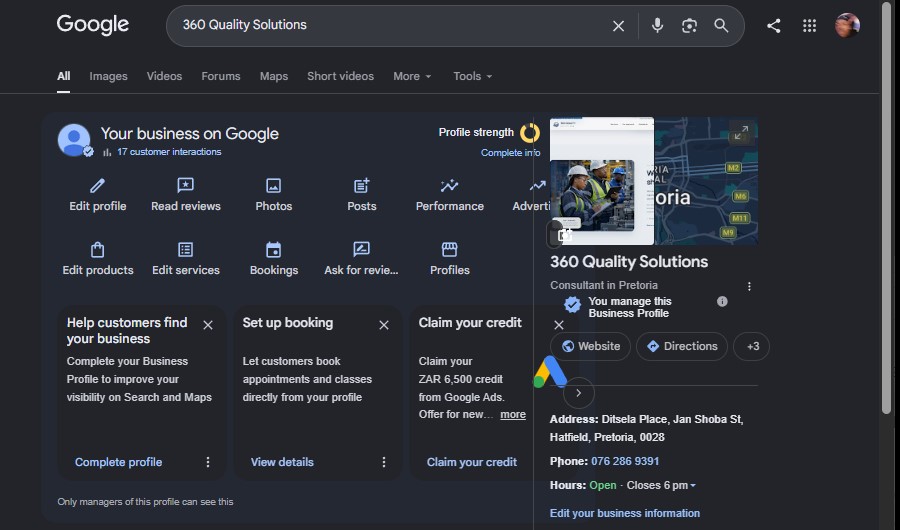 Google
360 Quality Solutions
All
Images
Videos
Forums
Maps
Short videos
More
Tools
Your business on Google
17 customer interactions
Profile strength
Complete info
Edit profile
Read reviews
Photos
Posts
Performance
Adverti
Edit products
Edit services
Bookings
Ask for revie...
Profiles
Help customers find
your business
Complete your Business
Profile to improve your
visibility on Search and Maps
Complete profile
Set up booking
Let customers book
appointments and classes
directly from your profile
View details
Claim your credit
Claim your
ZAR 6,500 credit
from Google Ads.
Offer for new... more
Claim your credit
Only managers of this profile can see this
oria
M2
M6
M11
M9
360 Quality Solutions
Consultant in Pretoria
You manage this
Business Profile
Website
Directions
+3
Address: Ditsela Place, Jan Shoba St,
Hatfield, Pretoria, 0028
Phone: 076 286 9391
Hours: Open · Closes 6 pm
Edit your business information